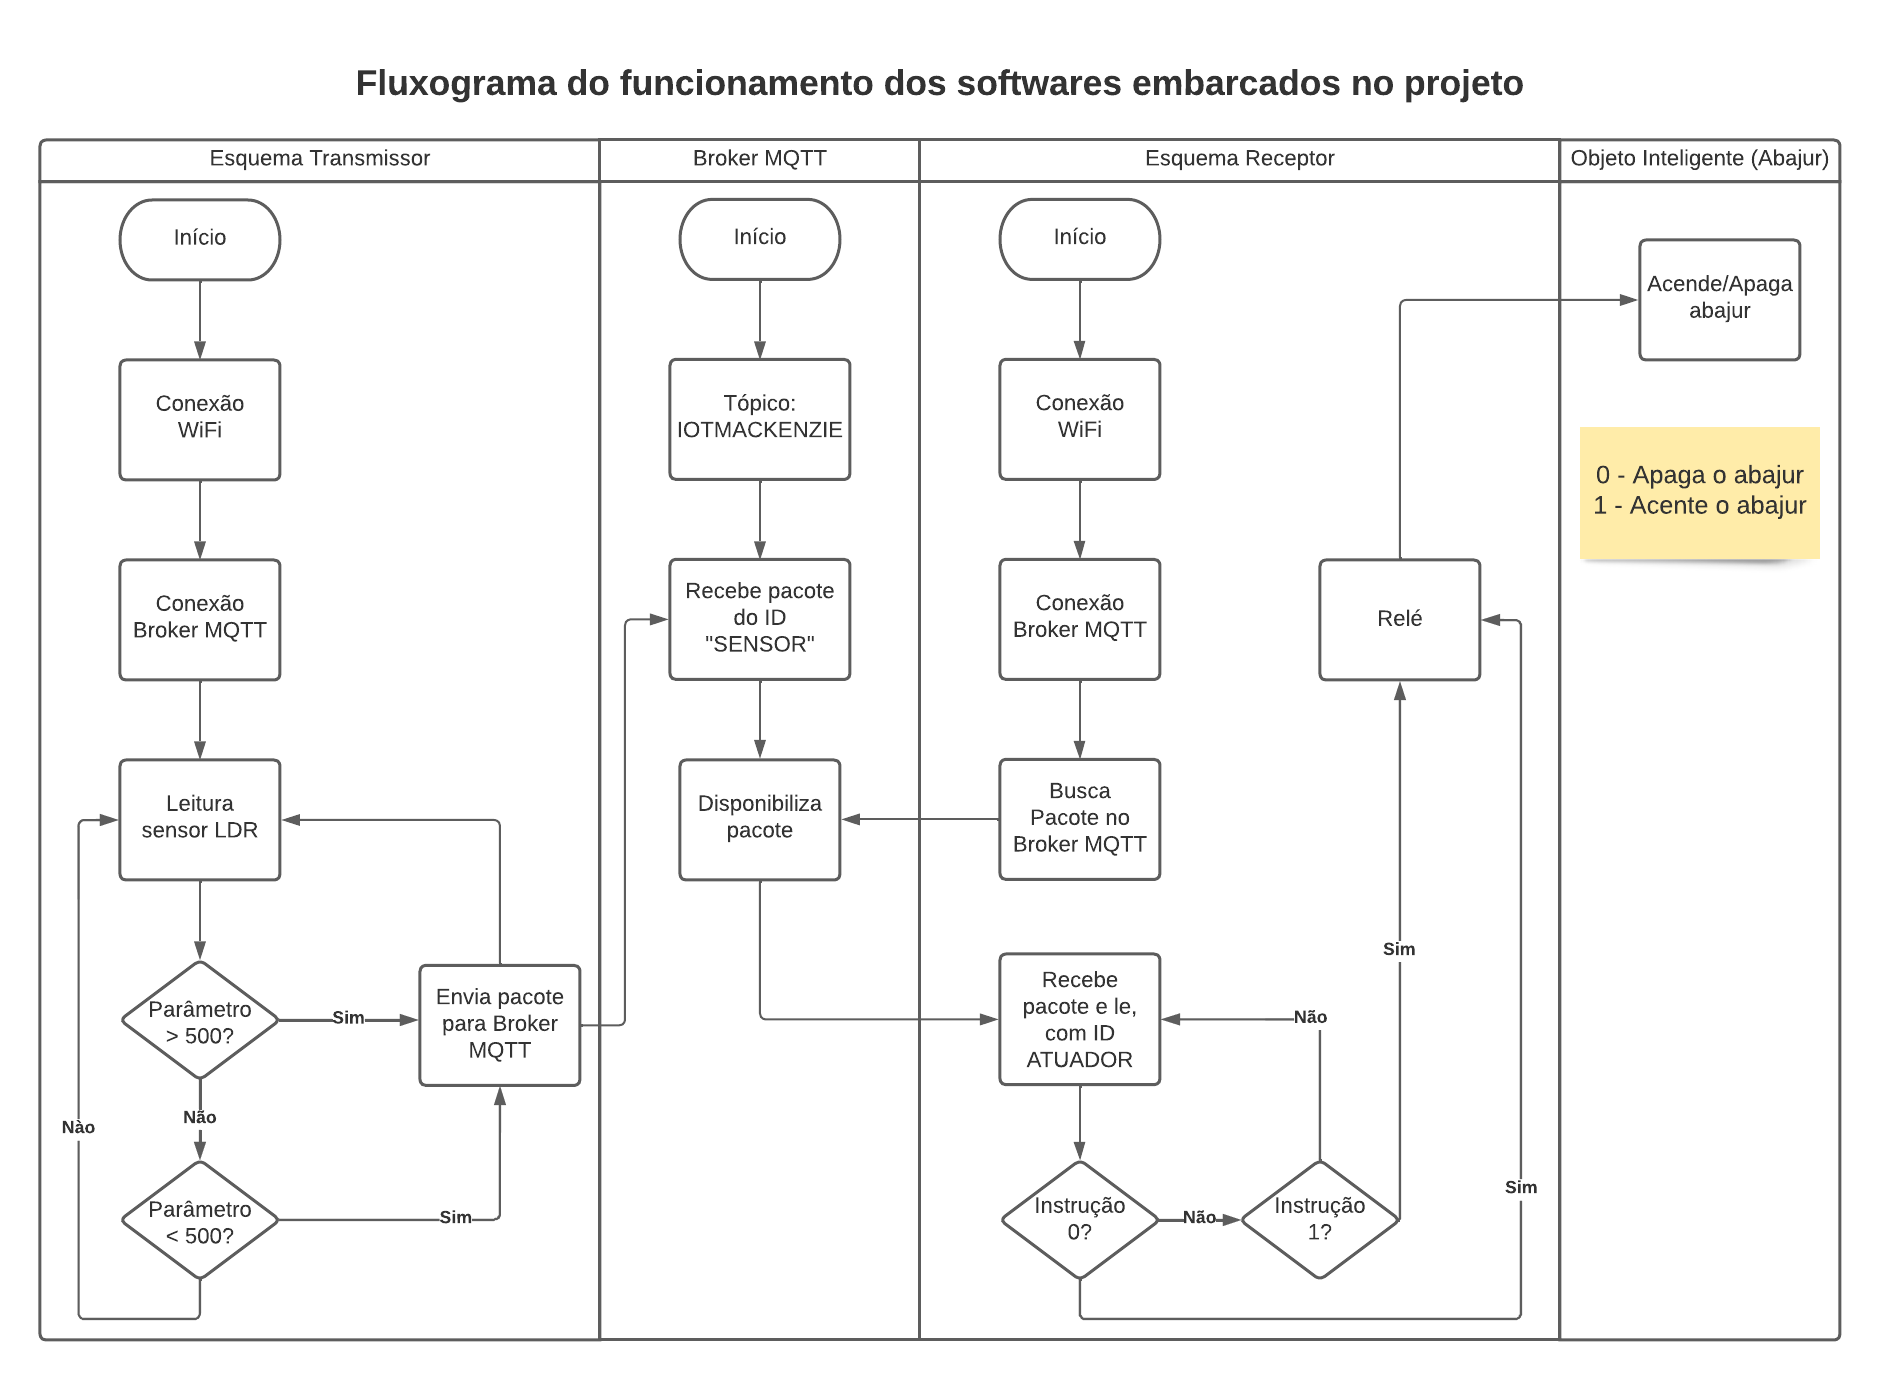 Fluxograma do funcionamento dos softwares embarcados no projeto
Esquema Transmissor
Broker MQTT
Esquema Receptor
Objeto Inteligente (Abajur)
Início
Conexão
WiFi
Conexão
Broker MQTT
Leitura
sensor LDR
Parâmetro
> 500?
Sim
Envia pacote
para Broker
MQTT
Não
Nào
Parâmetro
< 500?
Sim
Início
Tópico:
IOTMACKENZIE
Recebe pacote
do ID
"SENSOR"
Disponibiliza
pacote
Início
Conexão
WiFi
Conexão
Broker MQTT
Busca
Pacote no
Broker MQTT
Recebe
pacote e le,
com ID
ATUADOR
Não
Instrução
0?
Não
Instrução
1?
Sim
Sim
Relé
Acende/Apaga
abajur
0 - Apaga o abajur
1 - Acente o abajur